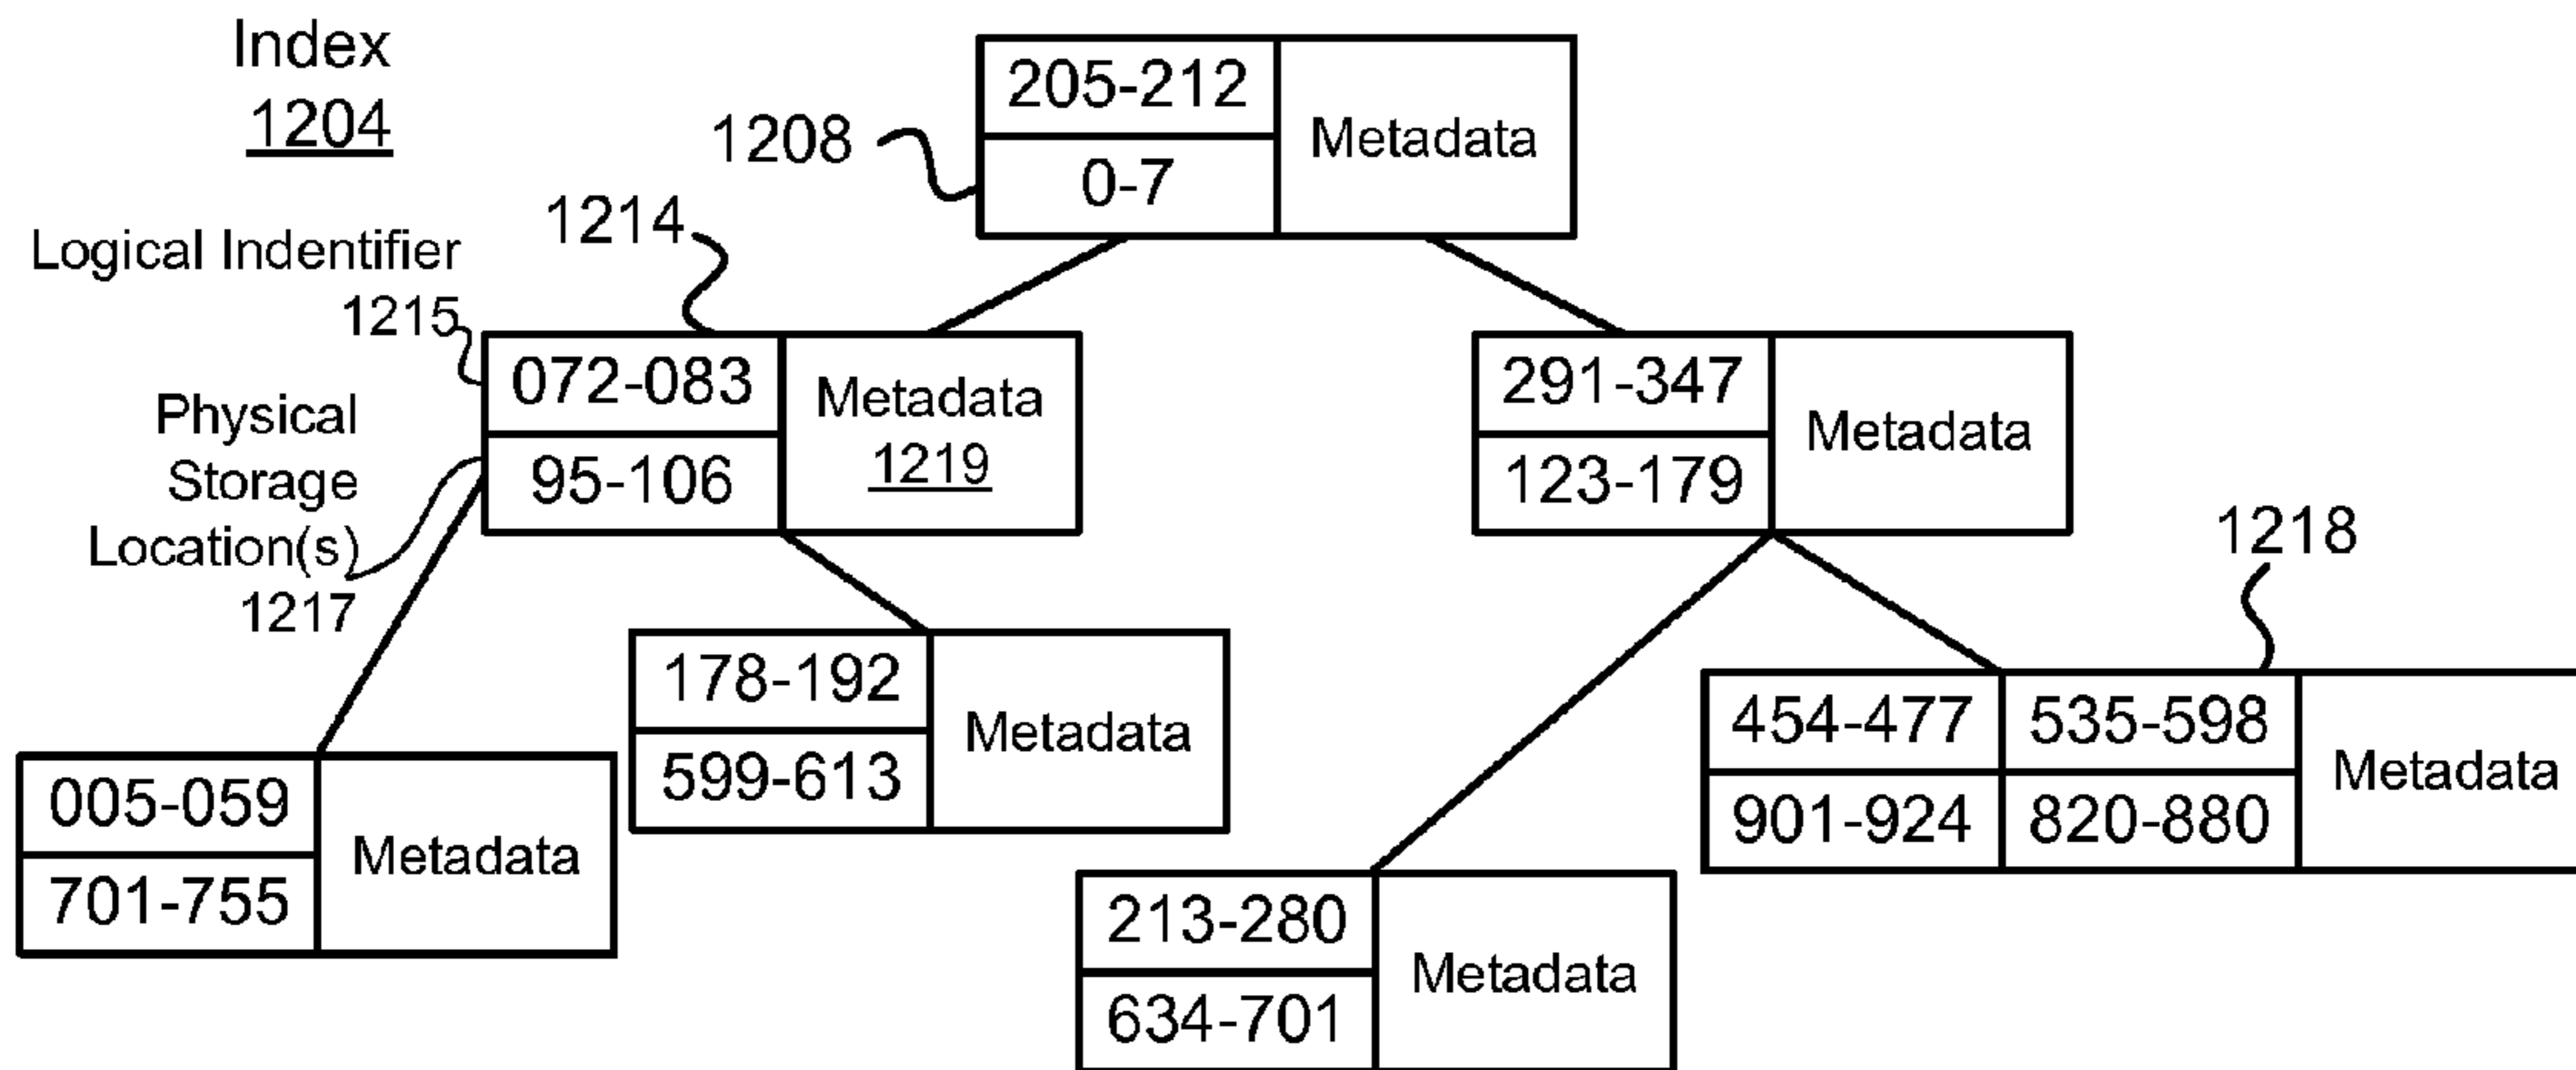 Index
1204
205-212
Metadata
0-7
1208
1214
Logical Indentifier
1215
072-083
Metadata
1219
95-106
Physical
Storage
Location(s)
1217
291-347
Metadata
123-179
1218
178-192
Metadata
599-613
454-477
535-598
Metadata
901-924
820-880
005-059
Metadata
701-755
213-280
Metadata
634-701